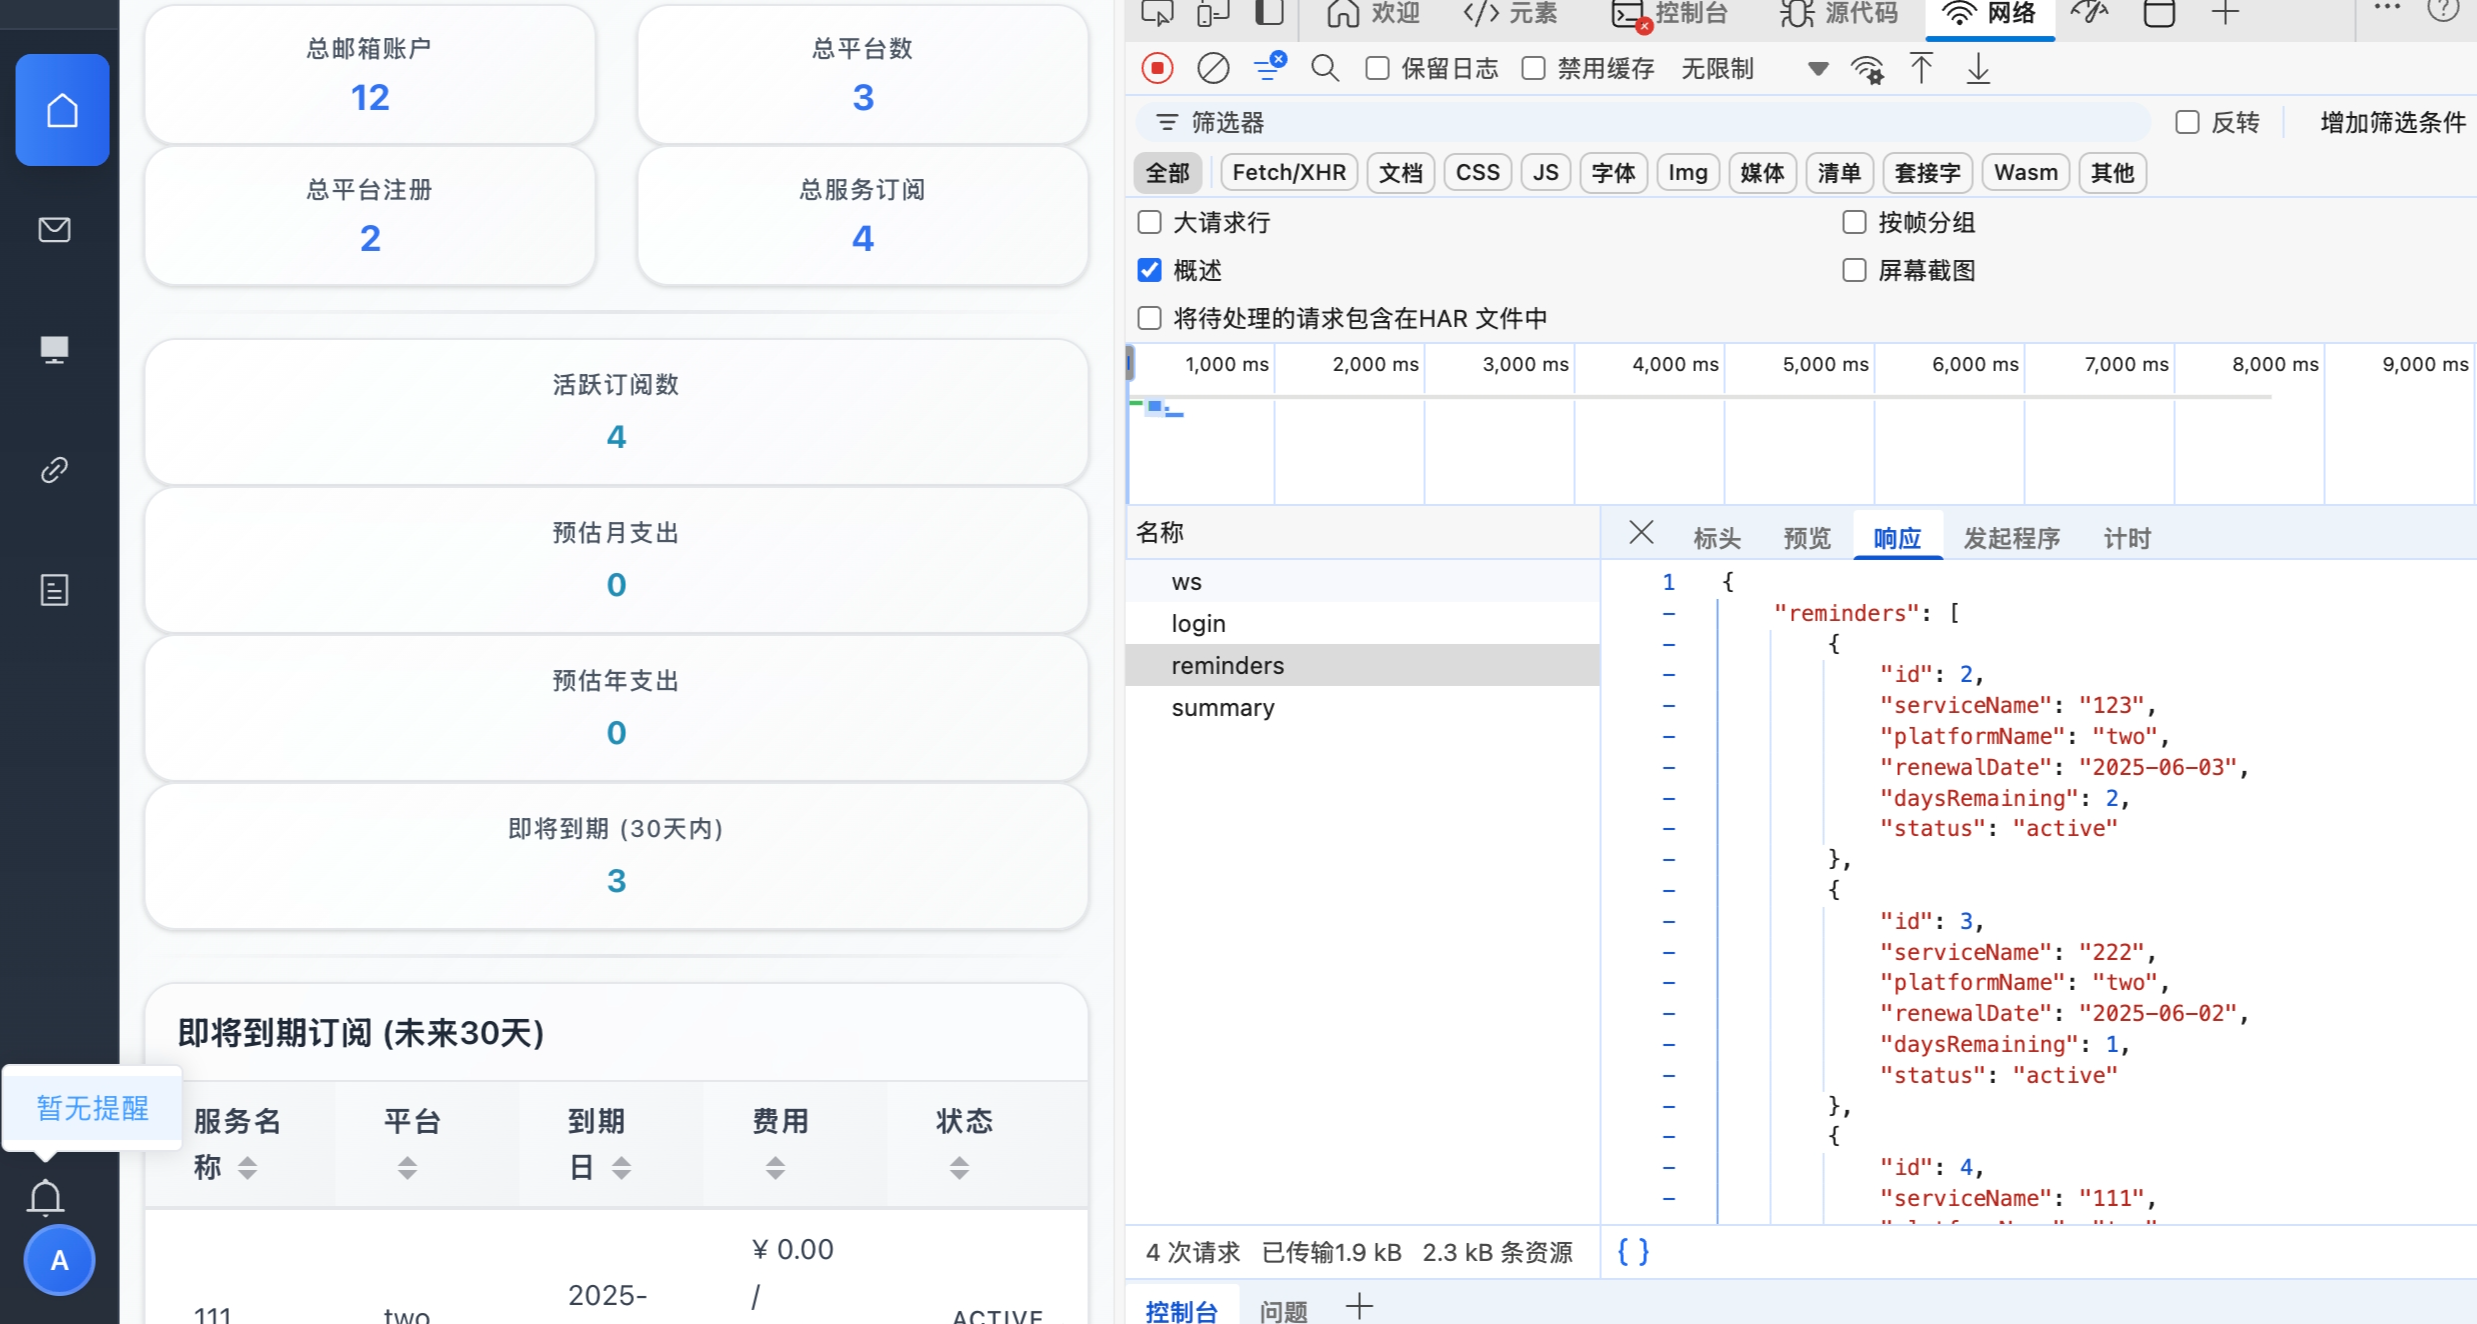 总邮箱账户
12
总平台数
3
总平台注册
2
总服务订阅
4
活跃订阅数
4
预估月支出
0
预估年支出
0
即将到期 (30天内)
3
即将到期订阅 (未来30天)
服务名
称
平台
到期
日
费用
状态
¥ 0.00
/
2025-
111
two
ACTIVE
暂无提醒
A
欢迎
元素
控制台
源代码
网络
保留日志
禁用缓存
无限制
筛选器
反转
增加筛选条件
全部
Fetch/XHR
文档
CSS
JS
字体
Img
媒体
清单
套接字
Wasm
其他
大请求行
按帧分组
概述
屏幕截图
将待处理的请求包含在HAR 文件中
1,000 ms
2,000 ms
3,000 ms
4,000 ms
5,000 ms
6,000 ms
7,000 ms
8,000 ms
9,000 ms
名称
ws
login
reminders
summary
标头
预览
响应
发起程序
计时
1 {
"reminders": [
{
"id": 2,
"serviceName": "123",
"platformName": "two",
"renewalDate": "2025-06-03",
"daysRemaining": 2,
"status": "active"
},
{
"id": 3,
"serviceName": "222",
"platformName": "two",
"renewalDate": "2025-06-02",
"daysRemaining": 1,
"status": "active"
},
{
"id": 4,
"serviceName": "111",
4 次请求
已传输1.9 kB
2.3 kB 条资源
{ }
控制台
问题